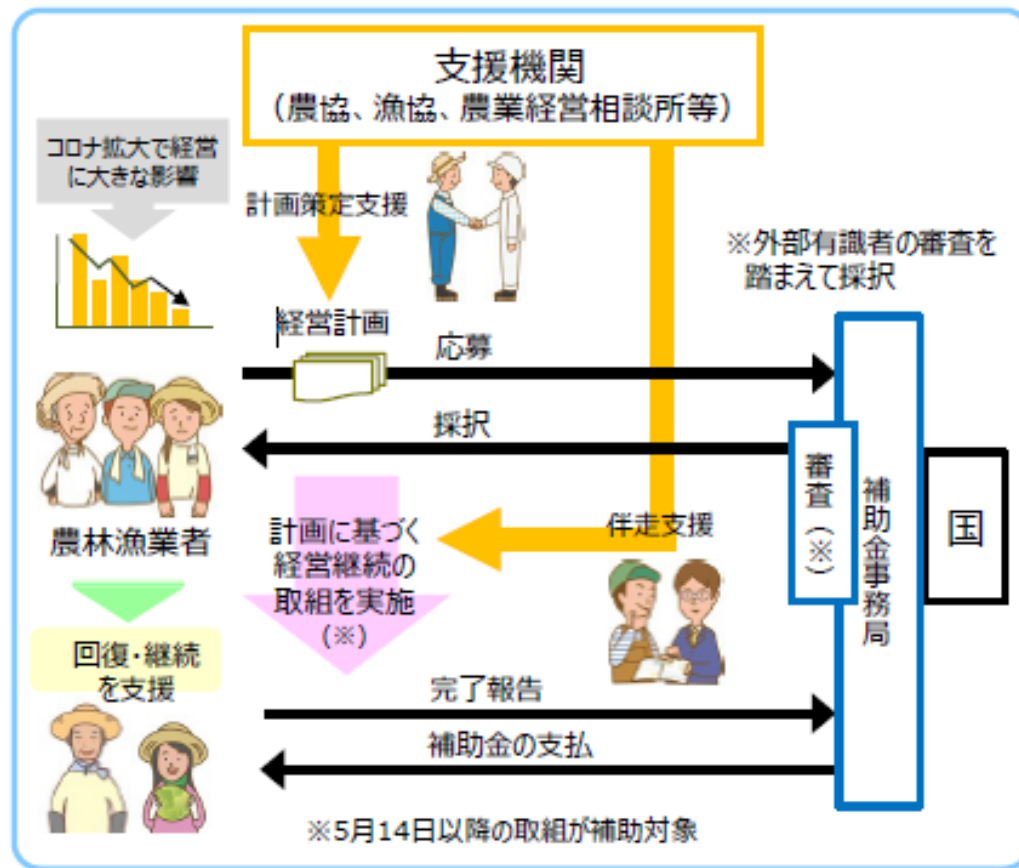 支援機関
（農協、漁協、農業経営相談所等）
コロナ拡大で経営
に大きな影響
計画策定支援
※外部有識者の審査を
踏まえて採択
経営計画
応募
採択
農林漁業者
計画に基づく
経営継続の
取組を実施
（※）
伴走支援
審査（※）
補助金事務局
国
回復・継続
を支援
完了報告
補助金の支払
※5月14日以降の取組が補助対象